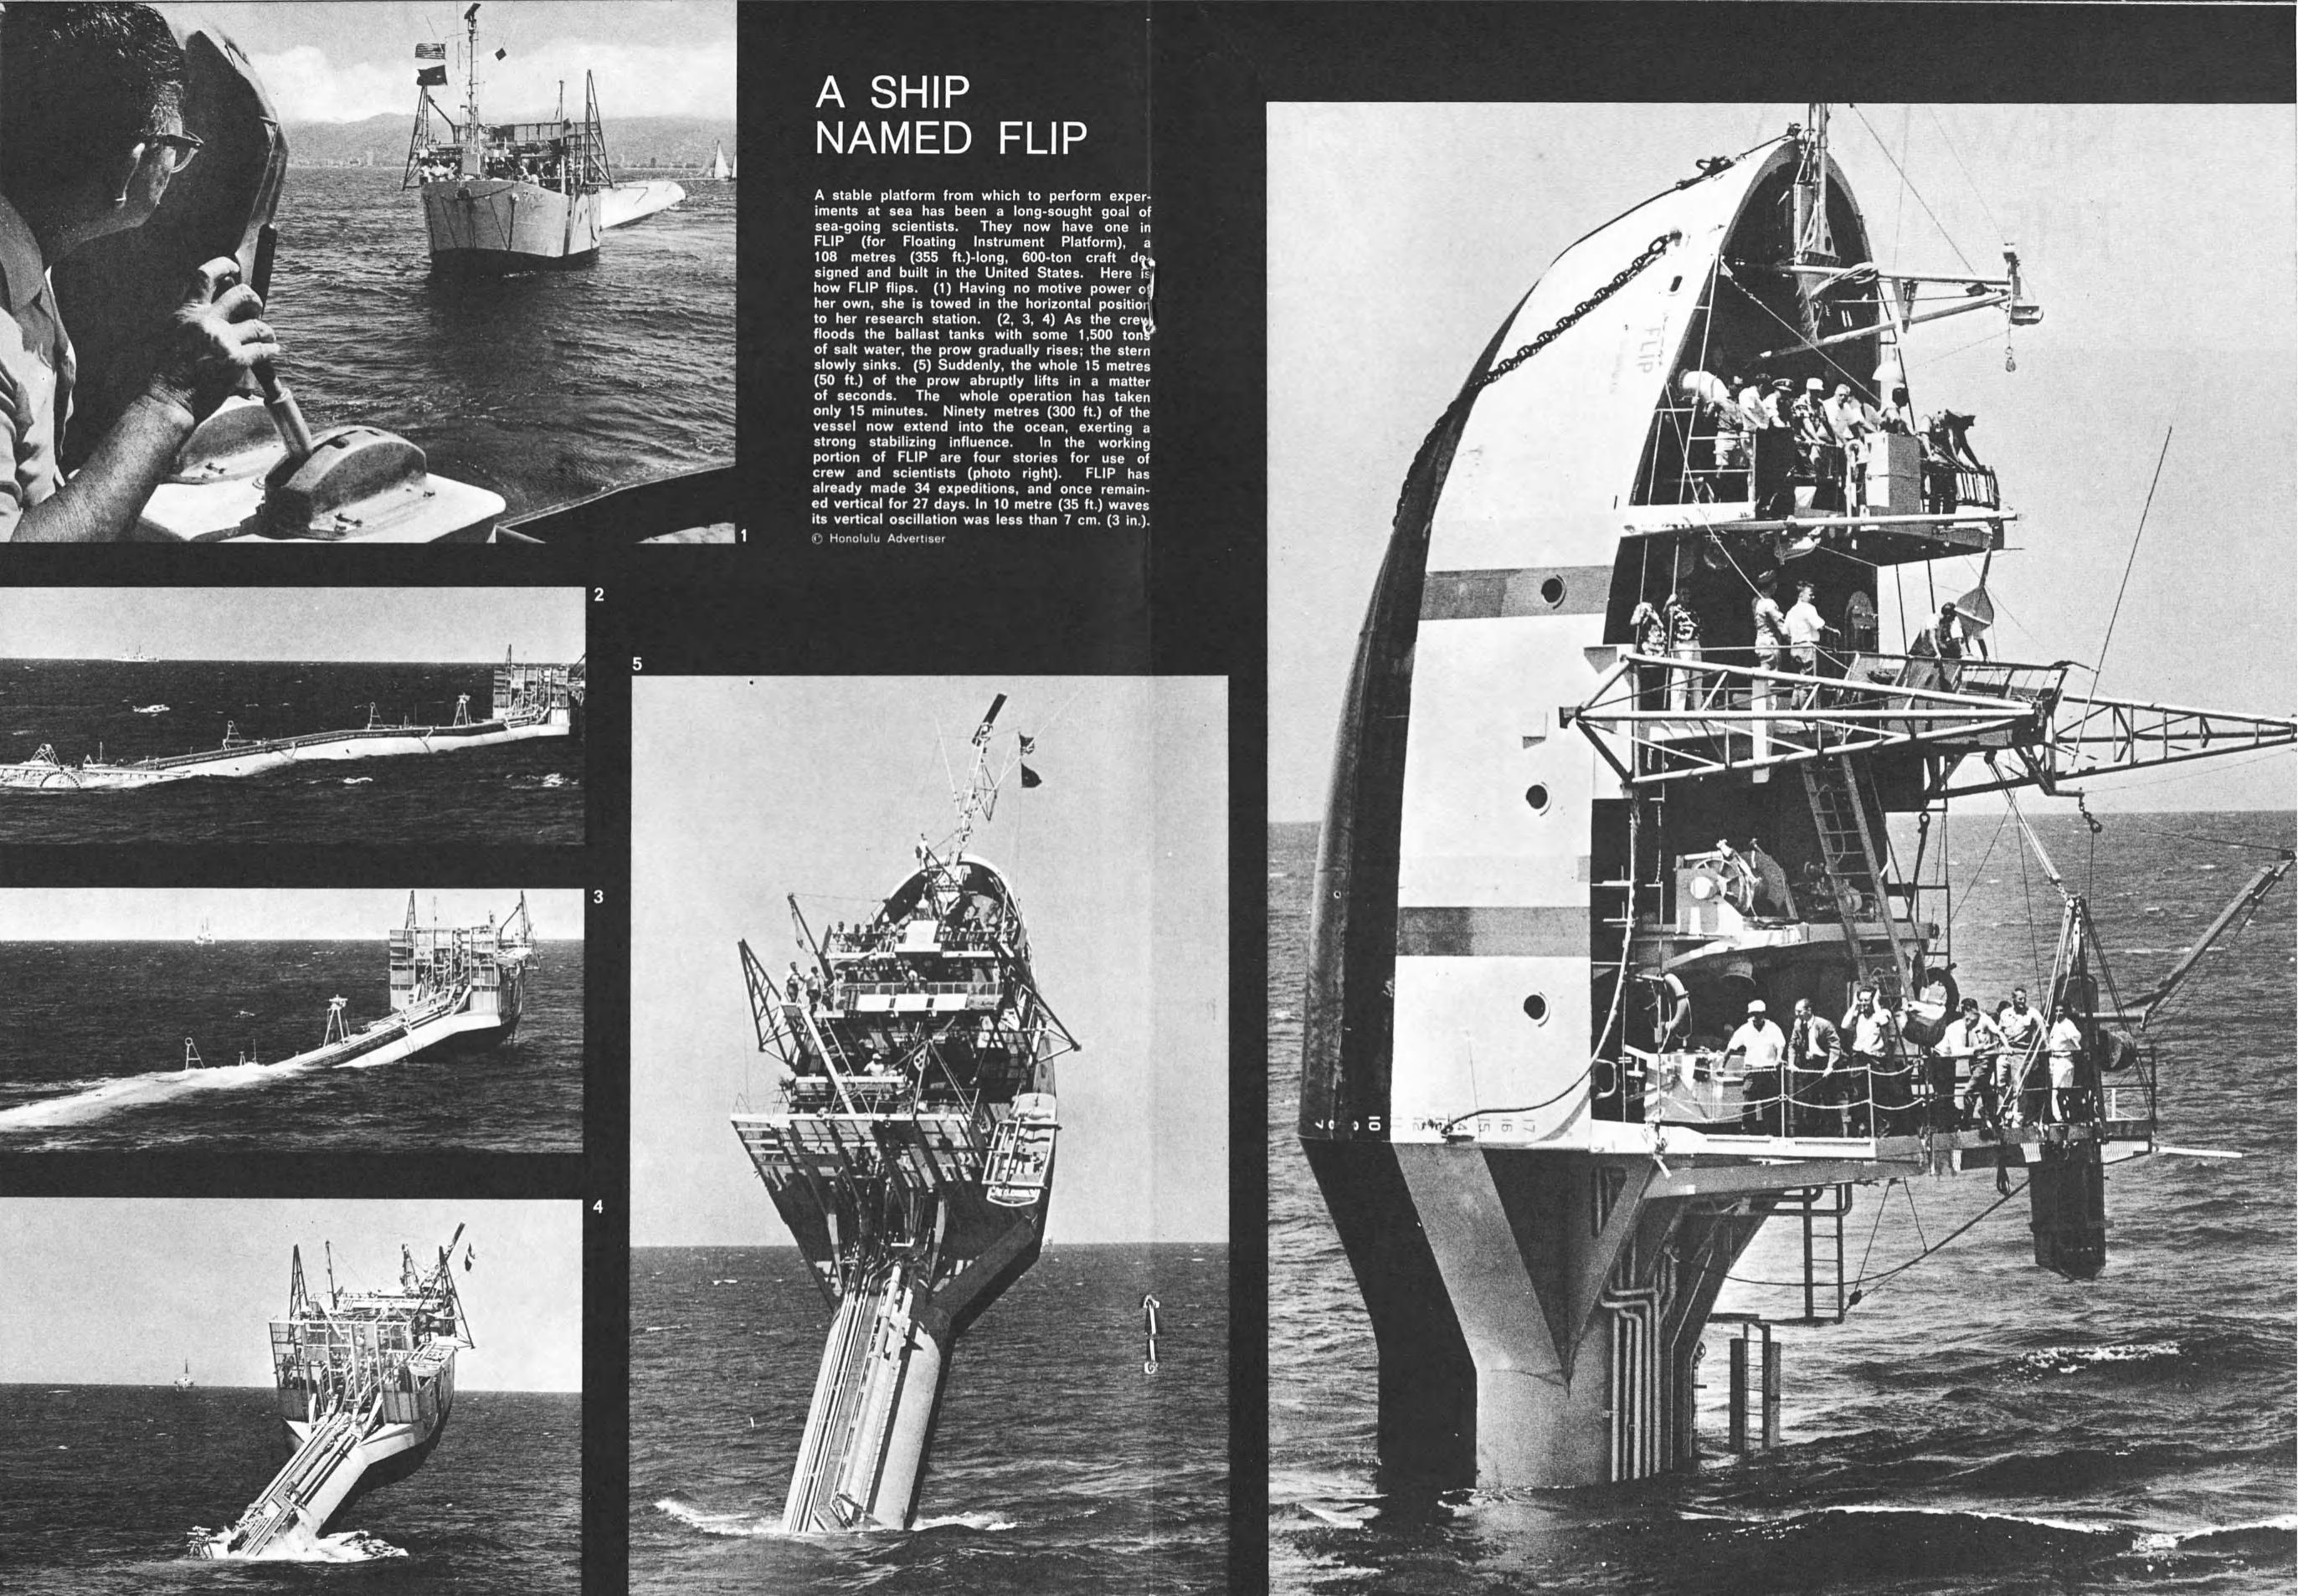 A SHIP
NAMED FLIP
A stable platform from which to perform exper-
iments at sea has been a long-sought goal of
sea-going scientists. They now have one in
FLIP (for Floating Instrument Platform), a
108 metres (355 ft.)-long, 600-ton craft de-
signed and built in the United States. Here is
how FLIP flips. (1) Having no motive power of
her own, she is towed in the horizontal position
to her research station. (2, 3, 4) As the crew
floods the ballast tanks with some 1,500 tons
of salt water, the prow gradually rises; the stern
slowly sinks. (5) Suddenly, the whole 15 metres
(50 ft.) of the prow abruptly lifts in a matter
of seconds. The whole operation has taken
only 15 minutes. Ninety metres (300 ft.) of the
vessel now extend into the ocean, exerting a
strong stabilizing influence. In the working
portion of FLIP are four stories for use of
crew and scientists (photo right). FLIP has
already made 34 expeditions, and once remain-
ed vertical for 27 days. In 10 metre (35 ft.) waves
its vertical oscillation was less than 7 cm. (3 in.).
© Honolulu Advertiser
1
2
3
4
5
FLIP
7 8 9 10 11 12 13 14 15 16 17